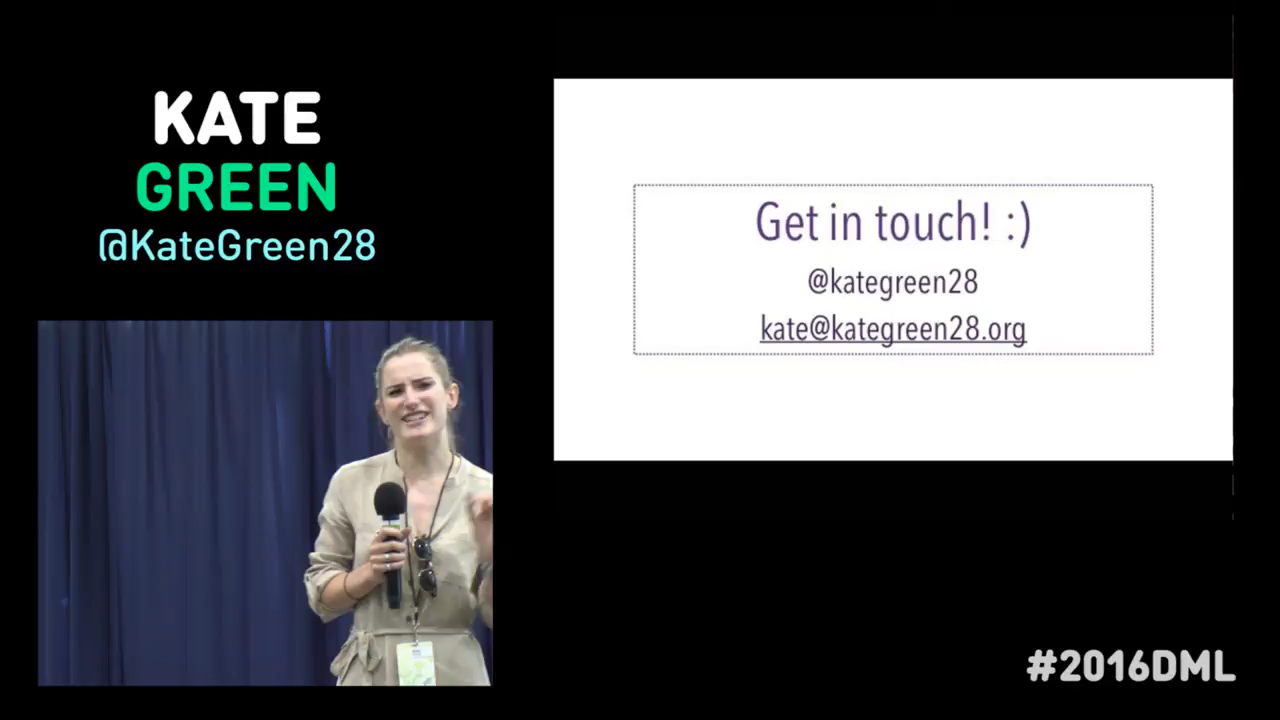 KATE
GREEN
@KateGreen28
Get in touch! :)
@kategreen28
kate@kategreen28.org
#2016DML